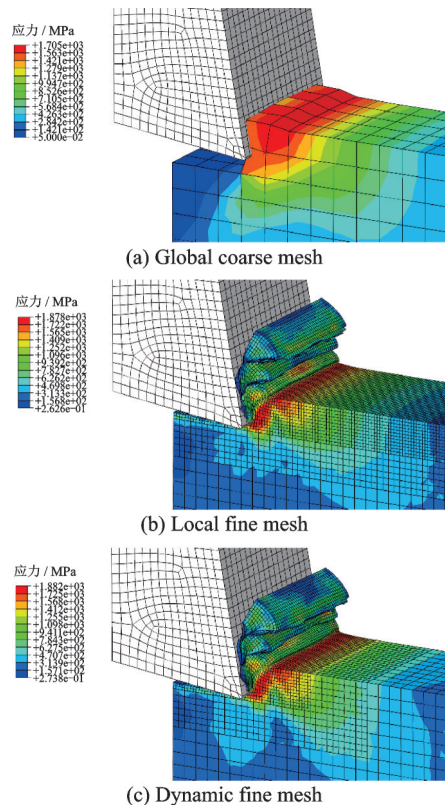 应力 / MPa
+1.705e+03
+1.563e+03
+1.421e+03
+1.279e+03
+1.137e+03
+9.947e+02
+8.526e+02
+7.105e+02
+5.684e+02
+4.263e+02
+2.842e+02
+1.421e+02
+5.000e−02
(a) Global coarse mesh
应力 / MPa
+1.878e+03
+1.722e+03
+1.565e+03
+1.409e+03
+1.252e+03
+1.096e+03
+9.392e+02
+7.827e+02
+6.262e+02
+4.698e+02
+3.133e+02
+1.568e+02
+2.626e−01
(b) Local fine mesh
应力 / MPa
+1.882e+03
+1.725e+03
+1.568e+03
+1.412e+03
+1.255e+03
+1.098e+03
+9.411e+02
+7.843e+02
+6.275e+02
+4.707e+02
+3.139e+02
+1.571e+02
+2.738e−01
(c) Dynamic fine mesh